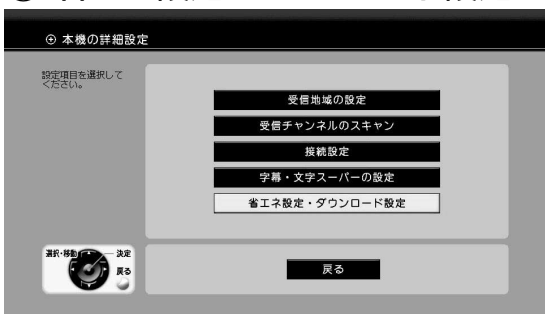 本機の詳細設定
設定項目を選択して
ください。
受信地域の設定
受信チャンネルのスキャン
接続設定
字幕・文字スーパーの設定
省エネ設定・ダウンロード設定
選択・移動
決定
戻る
戻る